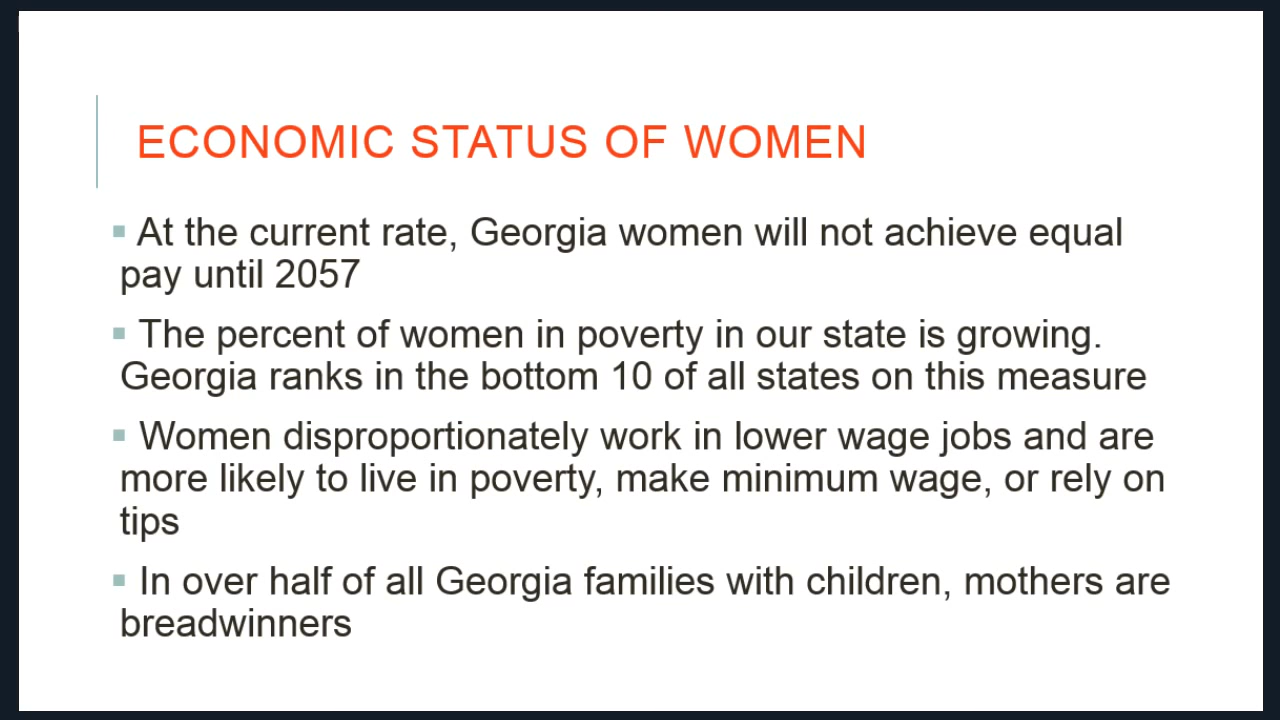 ECONOMIC STATUS OF WOMEN
▪ At the current rate, Georgia women will not achieve equal
pay until 2057
▪ The percent of women in poverty in our state is growing.
Georgia ranks in the bottom 10 of all states on this measure
▪ Women disproportionately work in lower wage jobs and are
more likely to live in poverty, make minimum wage, or rely on
tips
▪ In over half of all Georgia families with children, mothers are
breadwinners